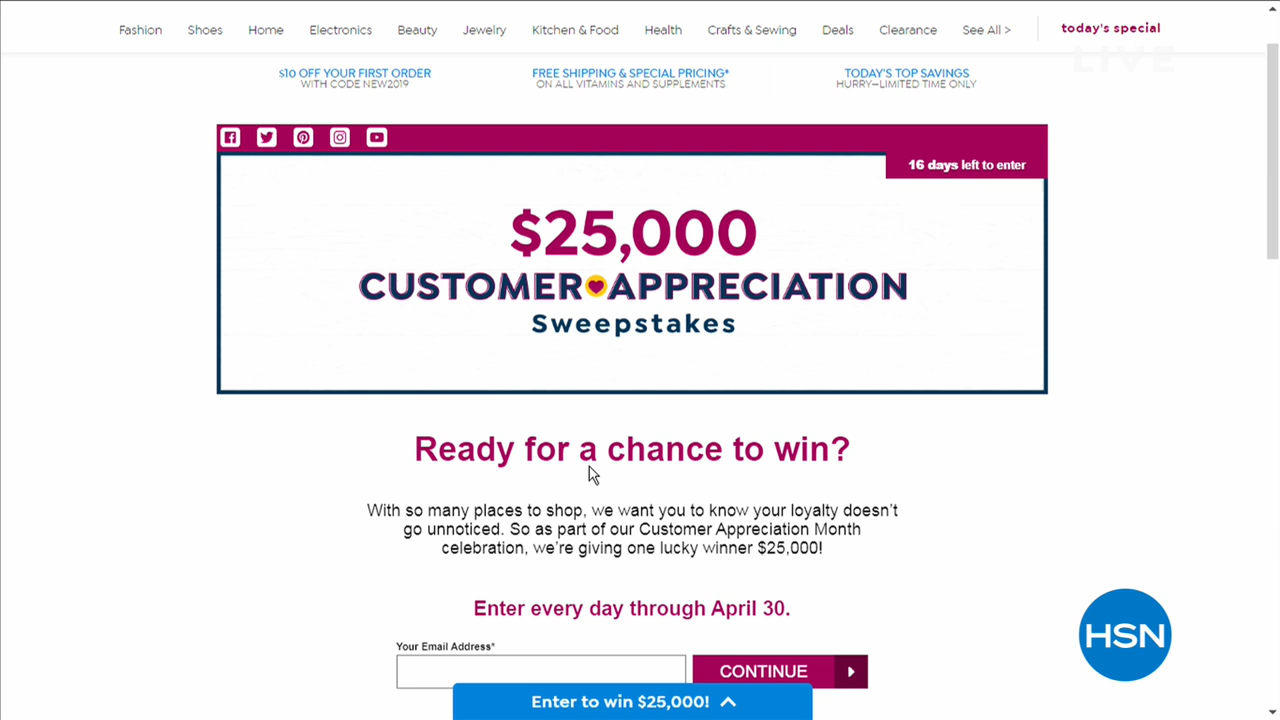 Fashion Shoes Home Electronics Beauty Jewelry Kitchen & Food Health Crafts & Sewing Deals Clearance See All > today's special
LIVE
$10 OFF YOUR FIRST ORDER FREE SHIPPING & SPECIAL PRICING* TODAY'S TOP SAVINGS
WITH CODE NEW2019 ON ALL VITAMINS AND SUPPLEMENTS HURRY—LIMITED TIME ONLY
16 days left to enter
$25,000
CUSTOMER APPRECIATION
Sweepstakes
Ready for a chance to win?
With so many places to shop, we want you to know your loyalty doesn’t
go unnoticed. So as part of our Customer Appreciation Month
celebration, we’re giving one lucky winner $25,000!
Enter every day through April 30.
Your Email Address*
CONTINUE
HSN
Enter to win $25,000!